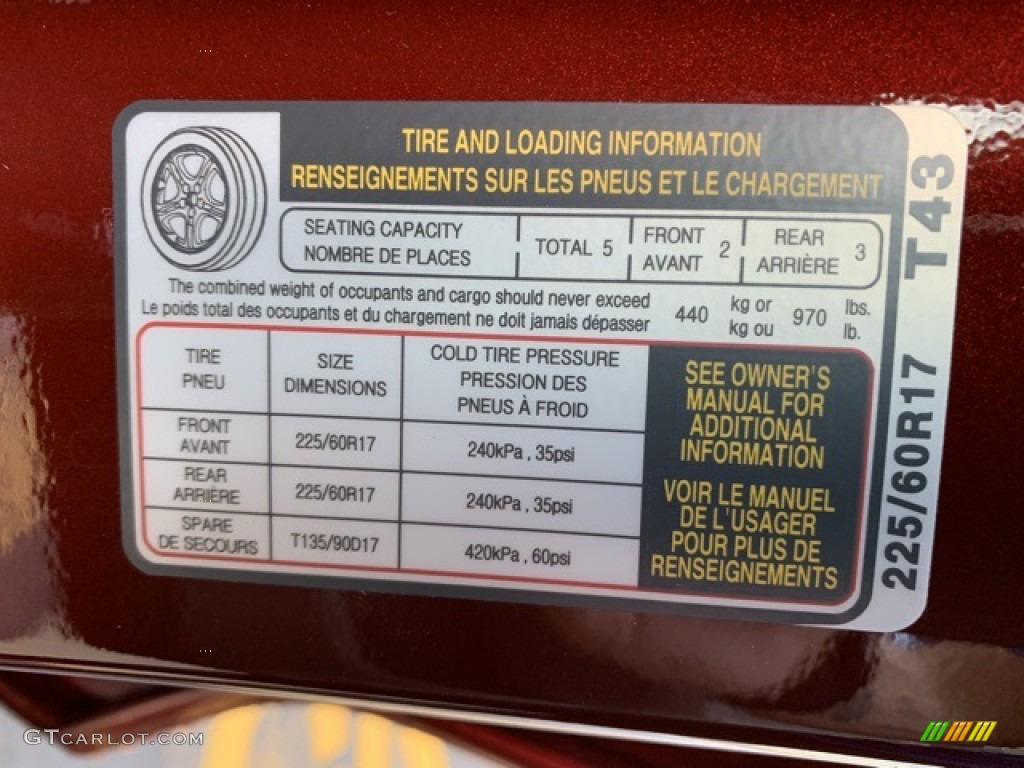 TIRE AND LOADING INFORMATION
RENSEIGNEMENTS SUR LES PNEUS ET LE CHARGEMENT
SEATING CAPACITY
NOMBRE DE PLACES
TOTAL 5
FRONT
AVANT
2
REAR
ARRIÈRE
3
The combined weight of occupants and cargo should never exceed
Le poids total des occupants et du chargement ne doit jamais dépasser
440
kg or
kg ou
970
lbs.
lb.
TIRE
PNEU
SIZE
DIMENSIONS
COLD TIRE PRESSURE
PRESSION DES
PNEUS À FROID
FRONT
AVANT
225/60R17
240kPa , 35psi
REAR
ARRIÈRE
225/60R17
240kPa , 35psi
SPARE
DE SECOURS
T135/90D17
420kPa , 60psi
SEE OWNER'S
MANUAL FOR
ADDITIONAL
INFORMATION
VOIR LE MANUEL
DE L'USAGER
POUR PLUS DE
RENSEIGNEMENTS
225/60R17 T43
GTCARLOT.COM